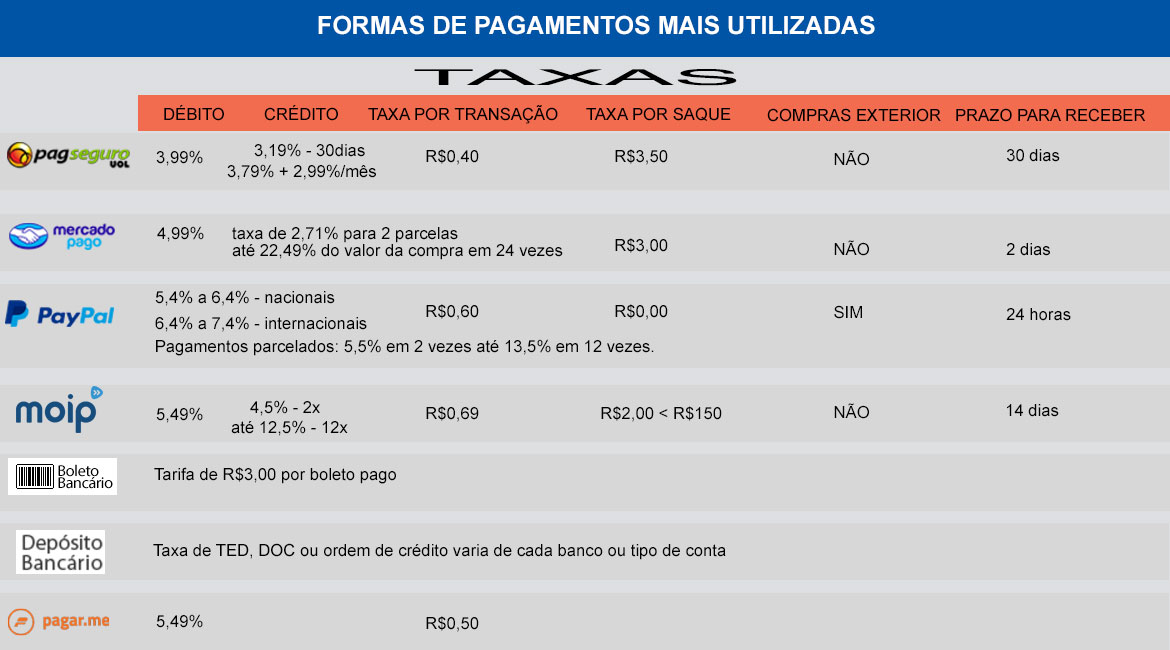 FORMAS DE PAGAMENTOS MAIS UTILIZADAS
TAXAS
DÉBITO CRÉDITO TAXA POR TRANSAÇÃO TAXA POR SAQUE COMPRAS EXTERIOR PRAZO PARA RECEBER
pagseguro
UOL
3,99%
3,19% - 30dias
3,79% + 2,99%/mês
R$0,40
R$3,50
NÃO
30 dias
mercado
pago
4,99%
taxa de 2,71% para 2 parcelas
até 22,49% do valor da compra em 24 vezes
R$3,00
NÃO
2 dias
PayPal
5,4% a 6,4% - nacionais
6,4% a 7,4% - internacionais
Pagamentos parcelados: 5,5% em 2 vezes até 13,5% em 12 vezes.
R$0,60
R$0,00
SIM
24 horas
moip
5,49%
4,5% - 2x
até 12,5% - 12x
R$0,69
R$2,00 < R$150
NÃO
14 dias
Boleto
Bancário
Tarifa de R$3,00 por boleto pago
Depósito
Bancário
Taxa de TED, DOC ou ordem de crédito varia de cada banco ou tipo de conta
pagar.me
5,49%
R$0,50